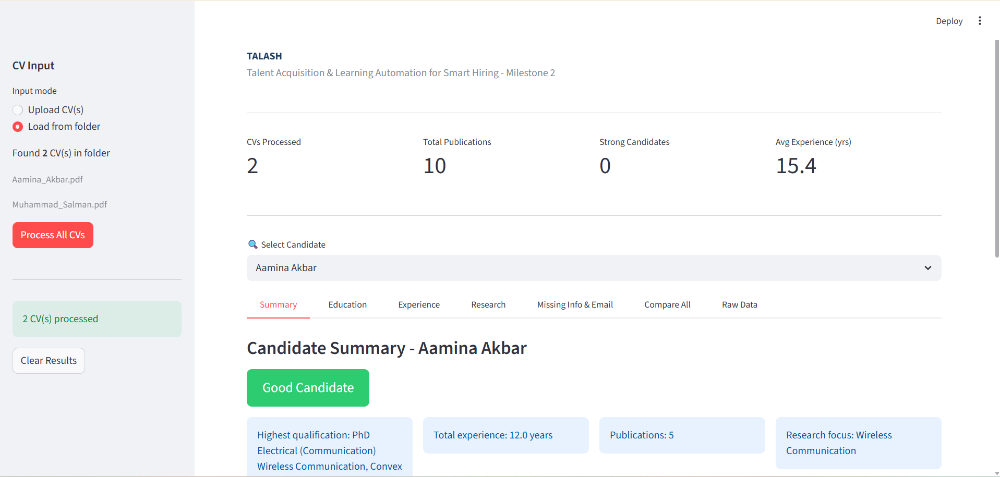 Deploy
CV Input
Input mode
Upload CV(s)
Load from folder
Found 2 CV(s) in folder
Aamina_Akbar.pdf
Muhammad_Salman.pdf
Process All CVs
2 CV(s) processed
Clear Results
TALASH
Talent Acquisition & Learning Automation for Smart Hiring - Milestone 2
CVs Processed
2
Total Publications
10
Strong Candidates
0
Avg Experience (yrs)
15.4
Select Candidate
Aamina Akbar
Summary Education Experience Research Missing Info & Email Compare All Raw Data
Candidate Summary - Aamina Akbar
Good Candidate
Highest qualification: PhD
Electrical (Communication)
Wireless Communication, Convex
Total experience: 12.0 years
Publications: 5
Research focus: Wireless
Communication